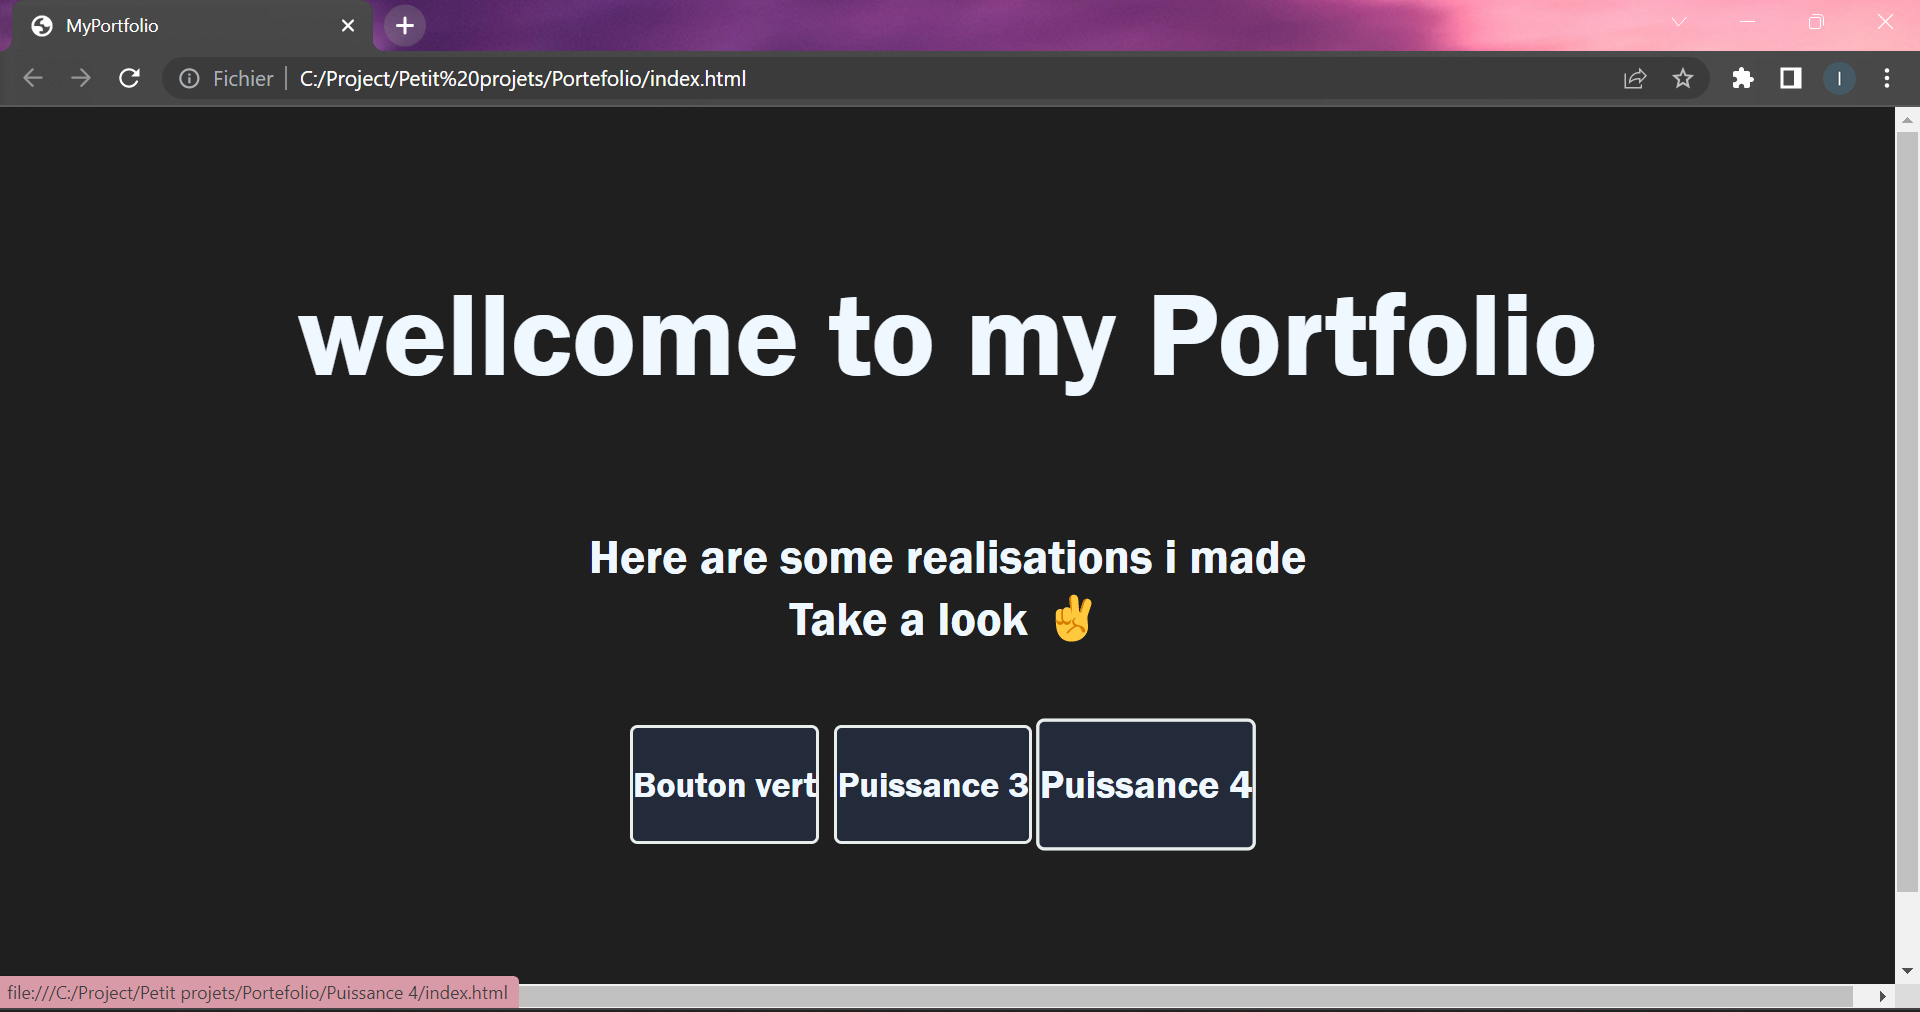 MyPortfolio
Fichier C:/Project/Petit%20projets/Portefolio/index.html
I
wellcome to my Portfolio
Here are some realisations i made
Take a look ✌
Bouton vert Puissance 3 Puissance 4
file:///C:/Project/Petit projets/Portefolio/Puissance 4/index.html